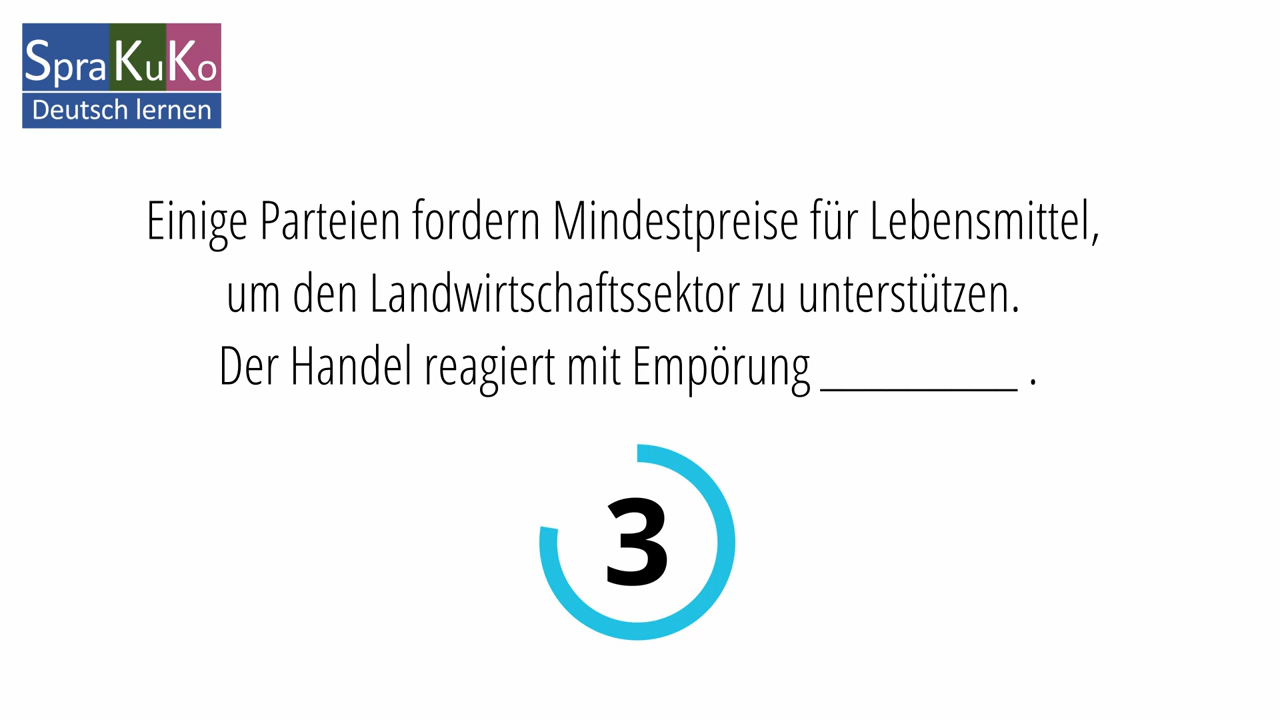 SpraKuKo
Deutsch lernen
Einige Parteien fordern Mindestpreise für Lebensmittel,
um den Landwirtschaftssektor zu unterstützen.
Der Handel reagiert mit Empörung _________ .
3